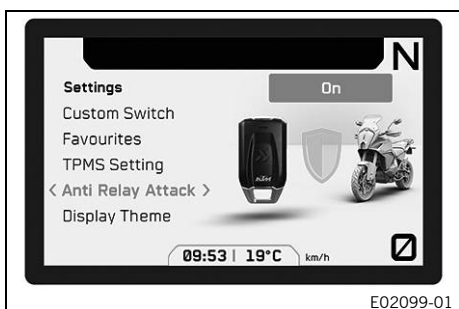 N
Settings
On
Custom Switch
Favourites
TPMS Setting
< Anti Relay Attack >
Display Theme
KTM
09:53 | 19°C km/h
0
E02099-01